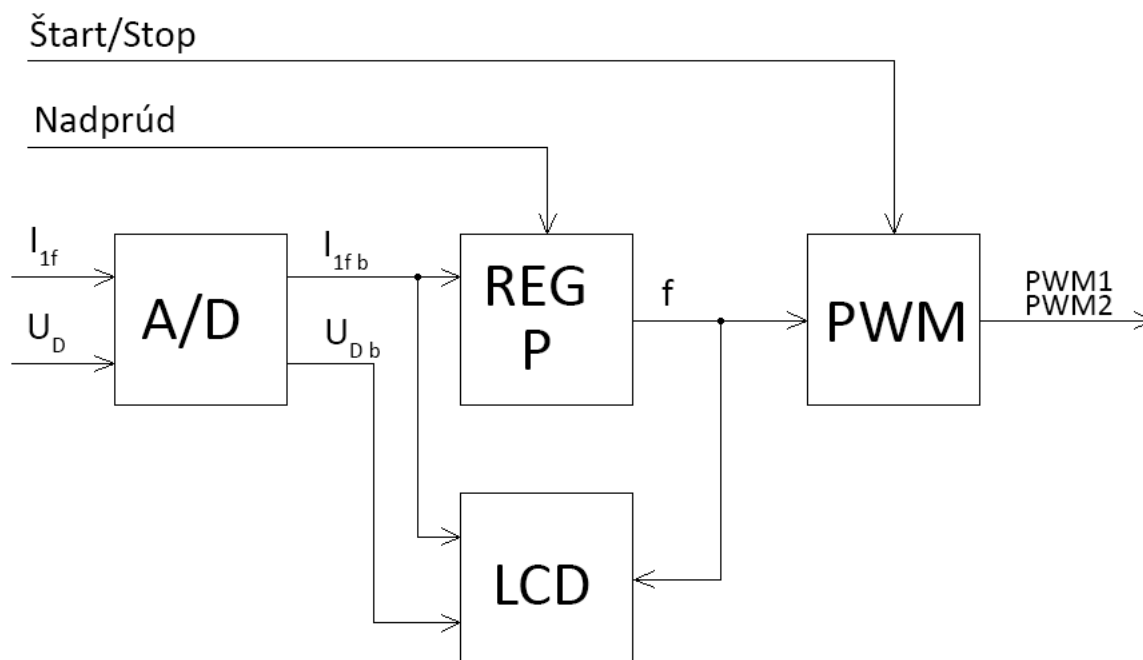 Štart/Stop
Nadprúd
I1f
I1f b
UD
UD b
A/D
REG
P
f
PWM
PWM1
PWM2
LCD